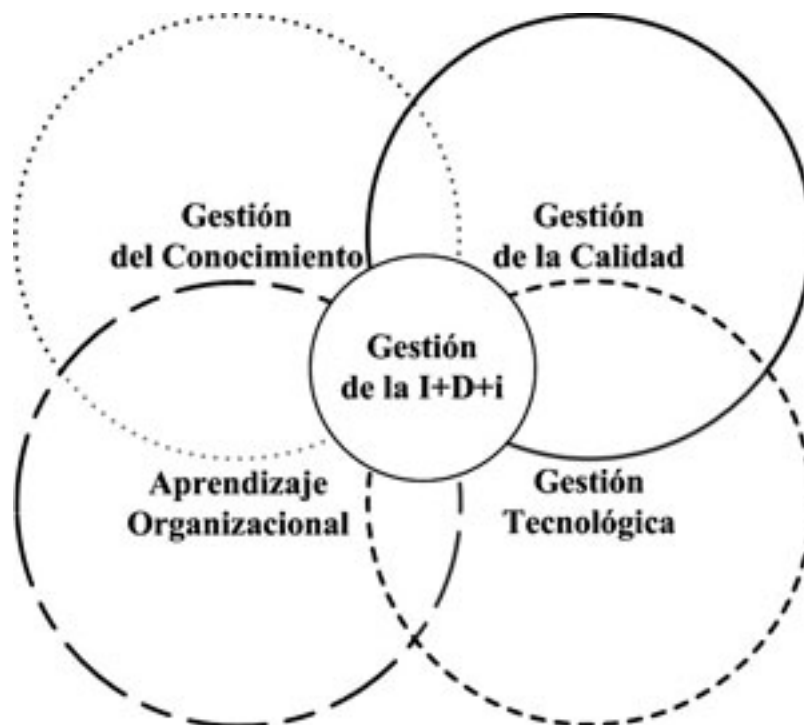 Gestión
del Conocimiento
Gestión
de la Calidad
Gestión
de la I+D+i
Aprendizaje
Organizacional
Gestión
Tecnológica